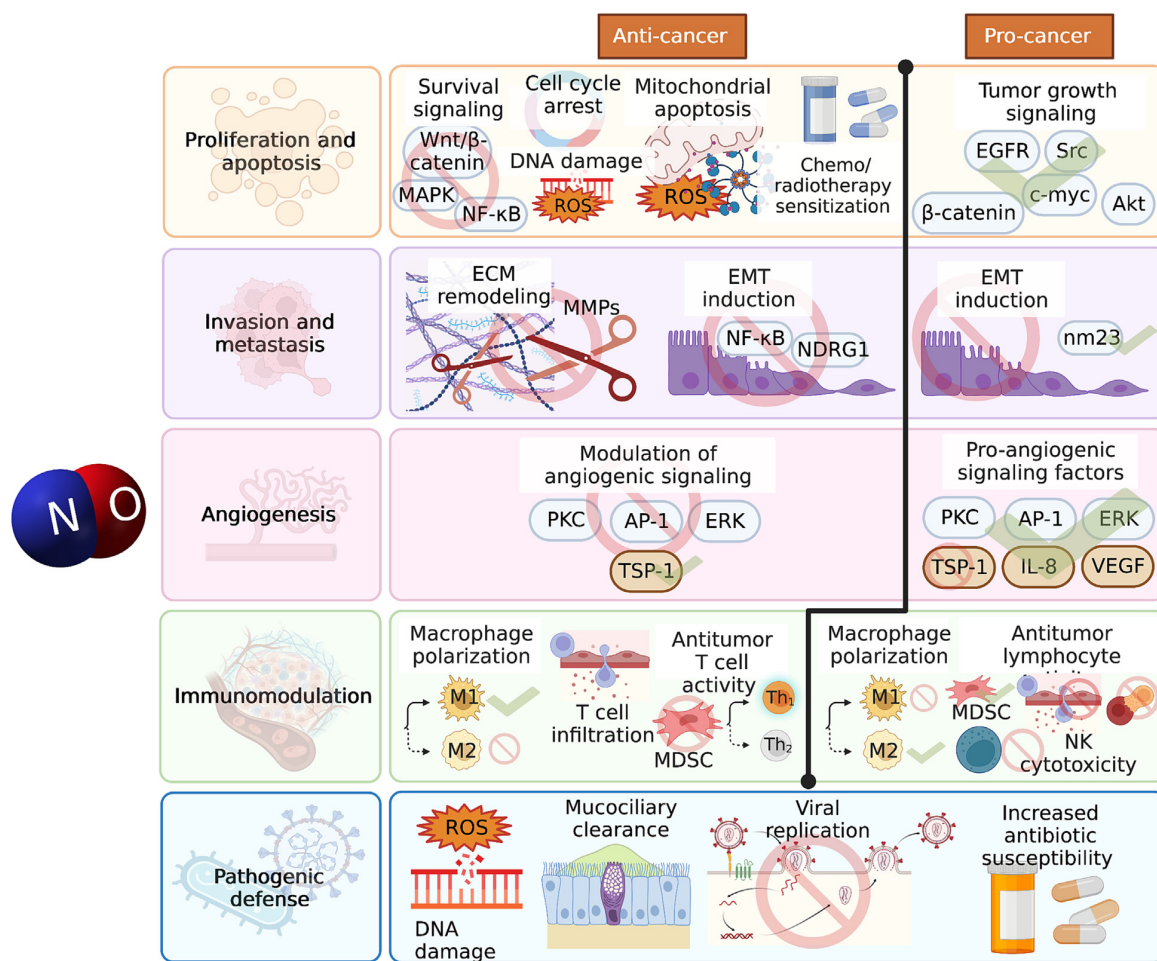 Anti-cancer
Pro-cancer
Proliferation and
apoptosis
Survival
signaling
Wnt/β-
catenin
MAPK
NF-κB
Cell cycle
arrest
DNA damage
ROS
Mitochondrial
apoptosis
ROS
Chemo/
radiotherapy
sensitization
Tumor growth
signaling
EGFR
Src
c-myc
β-catenin
Akt
Invasion and
metastasis
ECM
remodeling
MMPs
EMT
induction
NF-κB
NDRG1
EMT
induction
nm23
N O
Angiogenesis
Modulation of
angiogenic signaling
PKC
AP-1
ERK
TSP-1
Pro-angiogenic
signaling factors
PKC
AP-1
ERK
TSP-1
IL-8
VEGF
Immunomodulation
Macrophage
polarization
M1
M2
T cell
infiltration
Antitumor
T cell
activity
MDSC
Th₁
Th₂
Macrophage
polarization
M1
M2
Antitumor
lymphocyte
MDSC
NK
cytotoxicity
Pathogenic
defense
ROS
DNA
damage
Mucociliary
clearance
Viral
replication
Increased
antibiotic
susceptibility